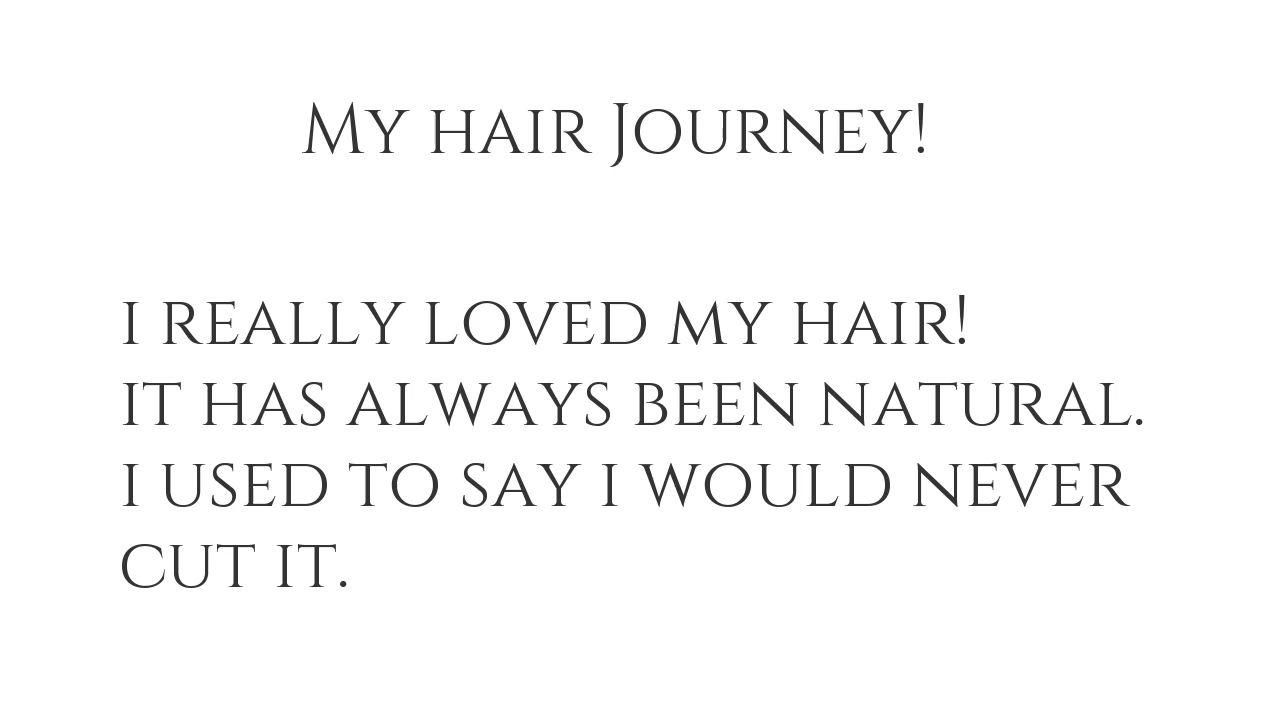 My hair Journey!
i really loved my hair!
it has always been natural.
i used to say i would never
cut it.